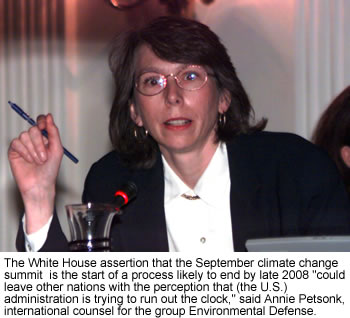 The White House assertion that the September climate change
summit is the start of a process likely to end by late 2008 "could
leave other nations with the perception that (the U.S.)
administration is trying to run out the clock," said Annie Petsonk,
international counsel for the group Environmental Defense.